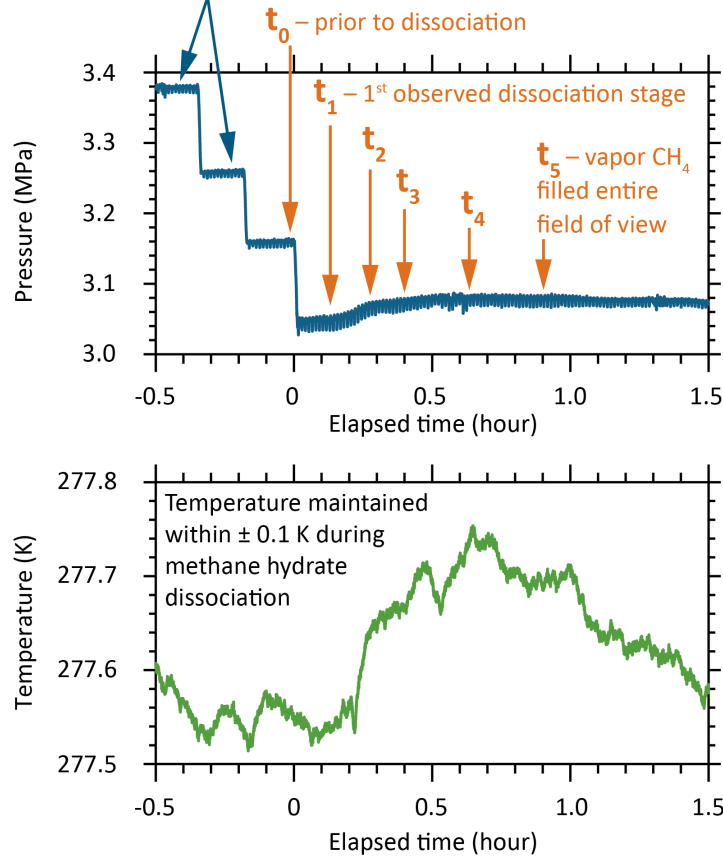 t0 – prior to dissociation
t1 – 1st observed dissociation stage
t2
t3
t4
t5 – vapor CH4
filled entire
field of view
Pressure (MPa)
3.4
3.3
3.2
3.1
3.0
-0.5 0 0.5 1.0 1.5
Elapsed time (hour)
Temperature maintained
within ± 0.1 K during
methane hydrate
dissociation
Temperature (K)
277.8
277.7
277.6
277.5
-0.5 0 0.5 1.0 1.5
Elapsed time (hour)